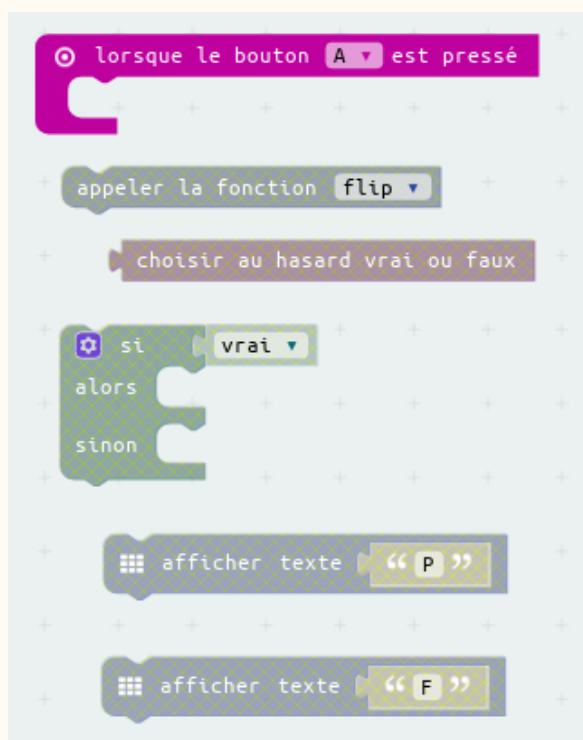 lorsque le bouton A est pressé
appeler la fonction flip
choisir au hasard vrai ou faux
si vrai
alors
sinon
afficher texte “ P ”
afficher texte “ F ”